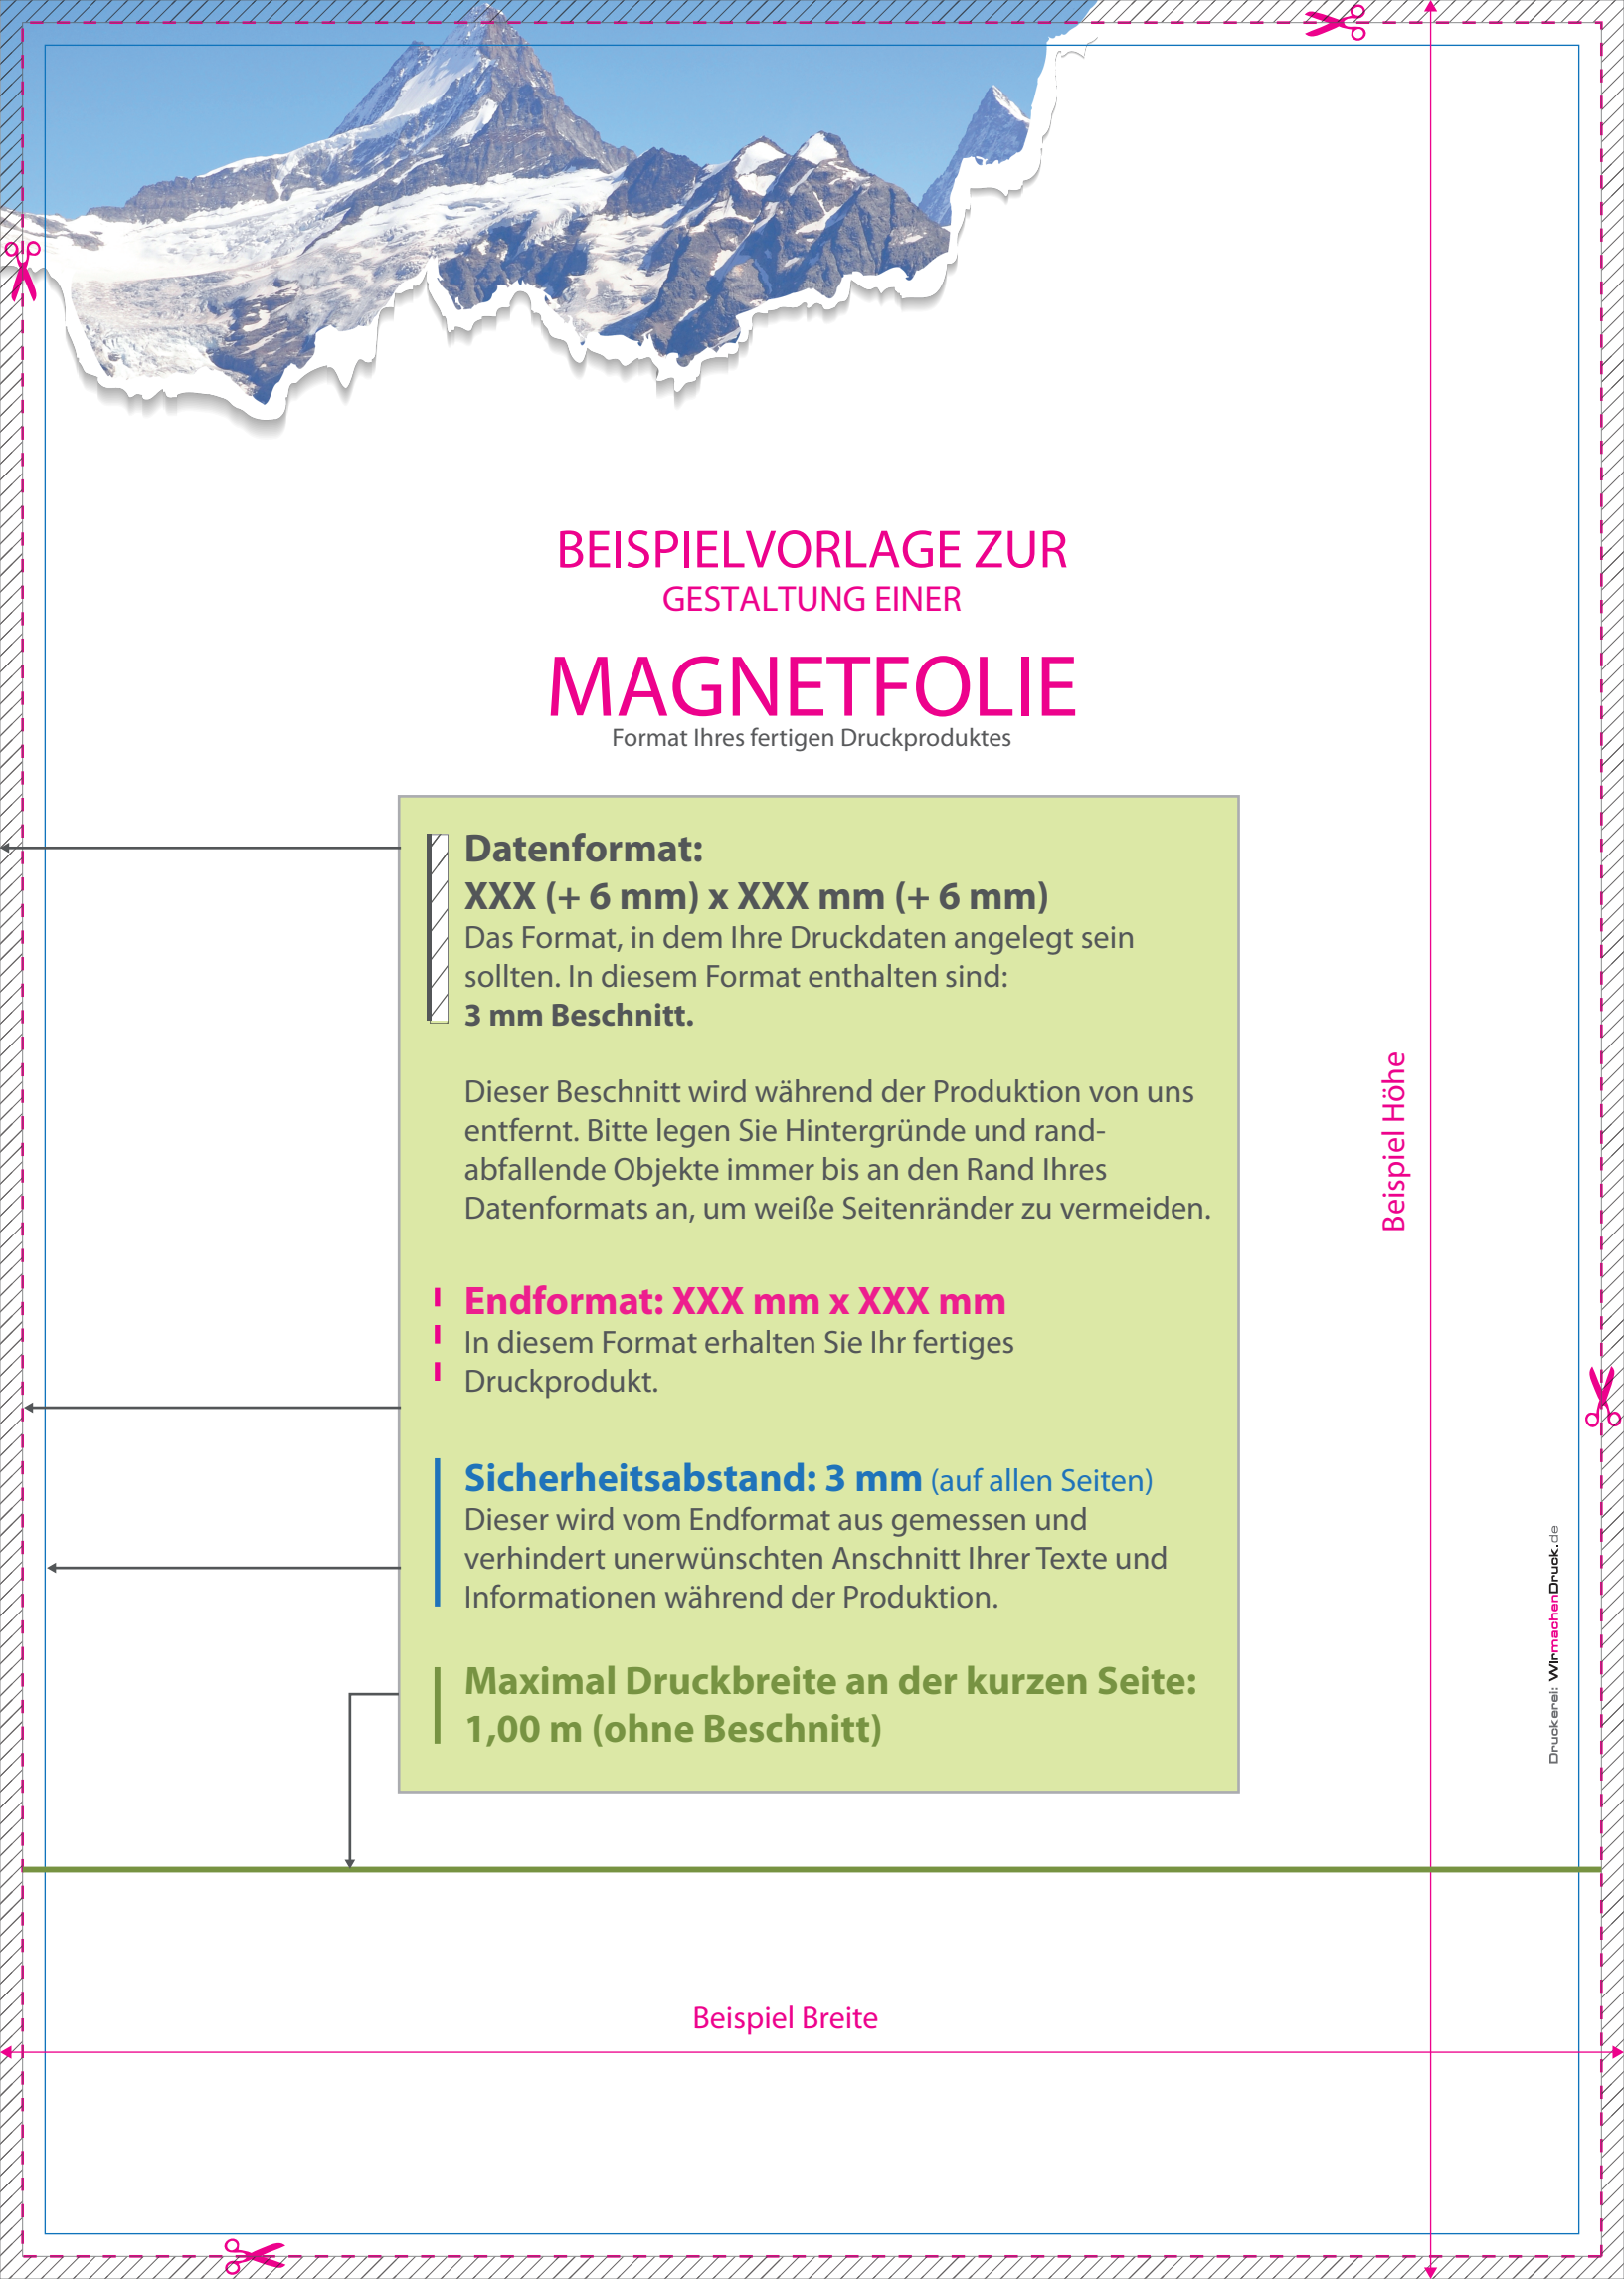 BEISPIELVORLAGE ZUR
GESTALTUNG EINER
MAGNETFOLIE
Format Ihres fertigen Druckproduktes
Datenformat:
XXX (+ 6 mm) x XXX mm (+ 6 mm)
Das Format, in dem Ihre Druckdaten angelegt sein
sollten. In diesem Format enthalten sind:
3 mm Beschnitt.
Dieser Beschnitt wird während der Produktion von uns
entfernt. Bitte legen Sie Hintergründe und rand-
abfallende Objekte immer bis an den Rand Ihres
Datenformats an, um weiße Seitenränder zu vermeiden.
Endformat: XXX mm x XXX mm
In diesem Format erhalten Sie Ihr fertiges
Druckprodukt.
Sicherheitsabstand: 3 mm (auf allen Seiten)
Dieser wird vom Endformat aus gemessen und
verhindert unerwünschten Anschnitt Ihrer Texte und
Informationen während der Produktion.
Maximal Druckbreite an der kurzen Seite:
1,00 m (ohne Beschnitt)
Beispiel Höhe
Druckerei: WIrmachenDruck.de
Beispiel Breite